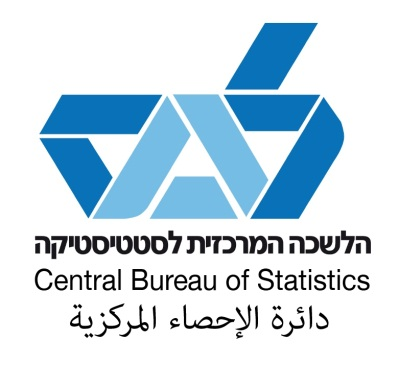 הלשכה המרכזית לסטטיסטיקה
Central Bureau of Statistics
دائرة الإحصاء المركزية